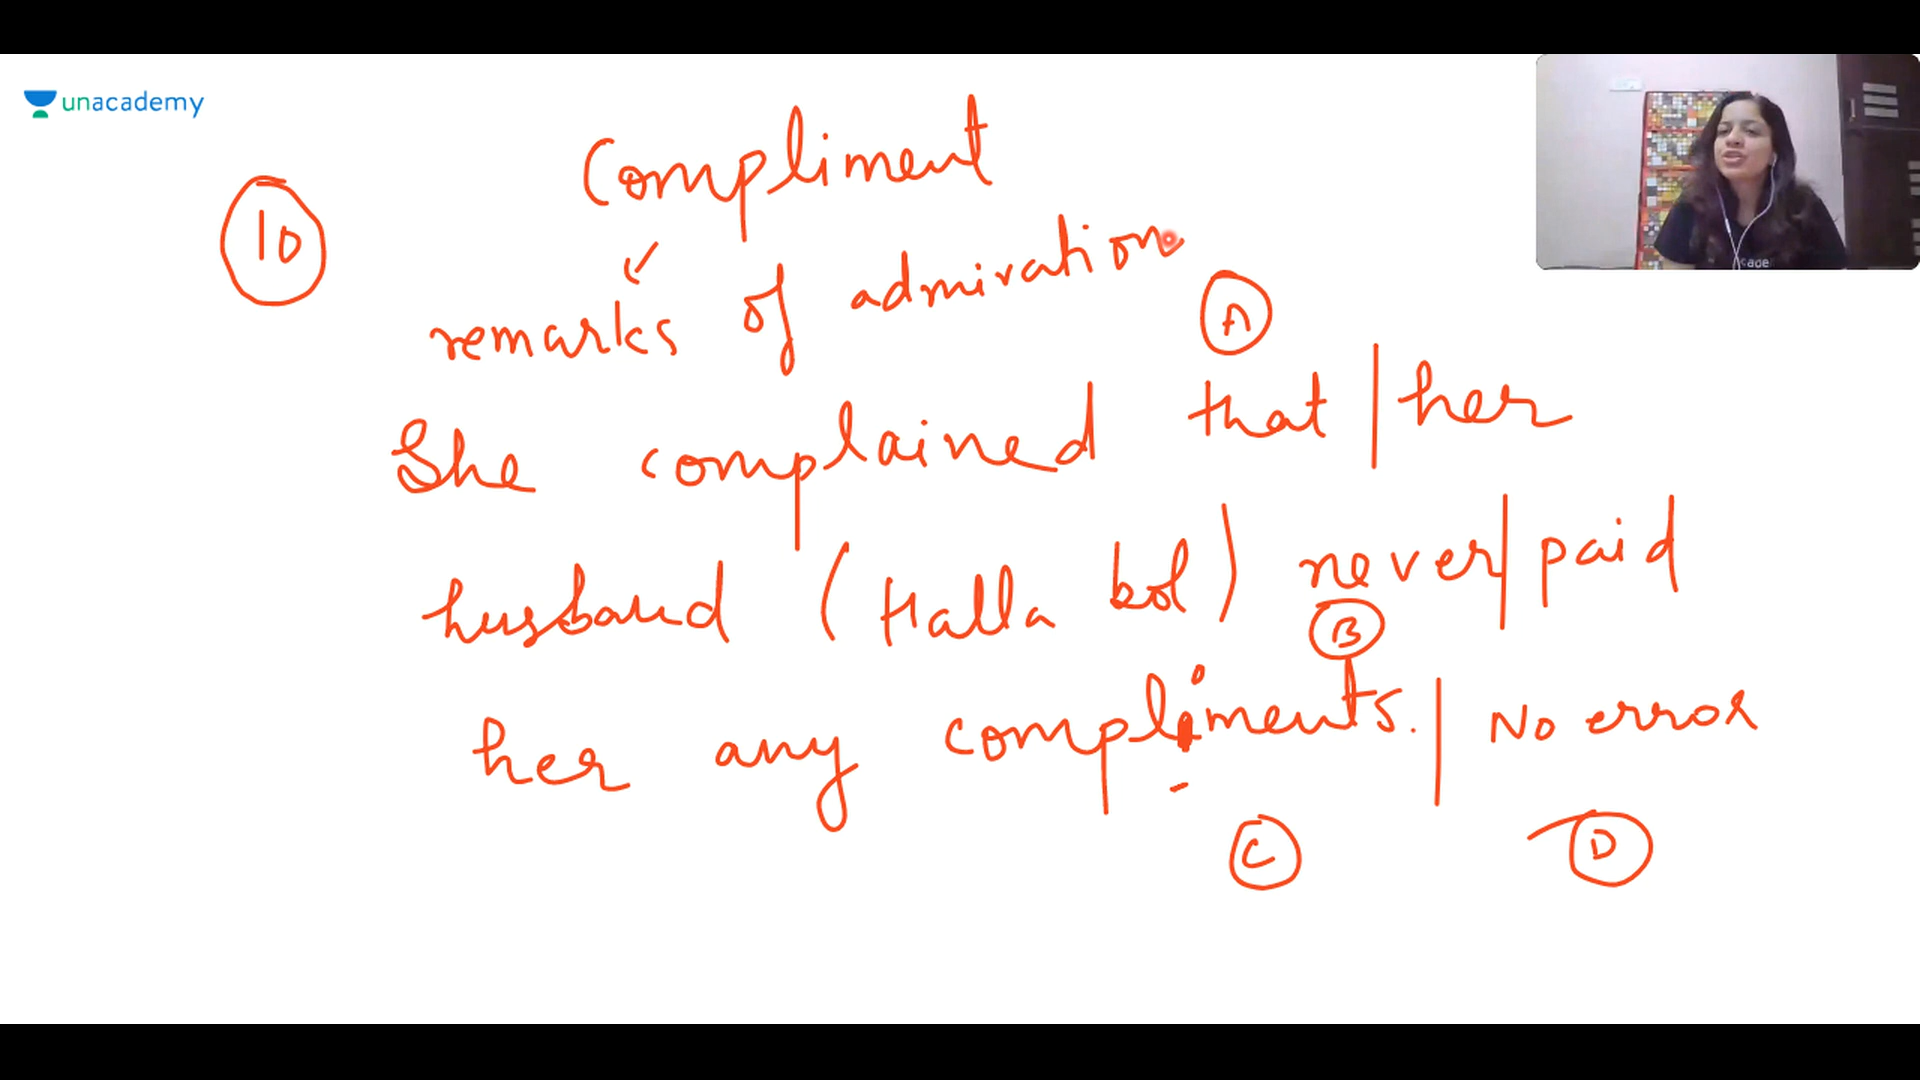 unacademy
10
Compliment
remarks of admiration
A
She complained that / her
husband (Halla bol) never / paid
B
her any compliments. / No error
C
D